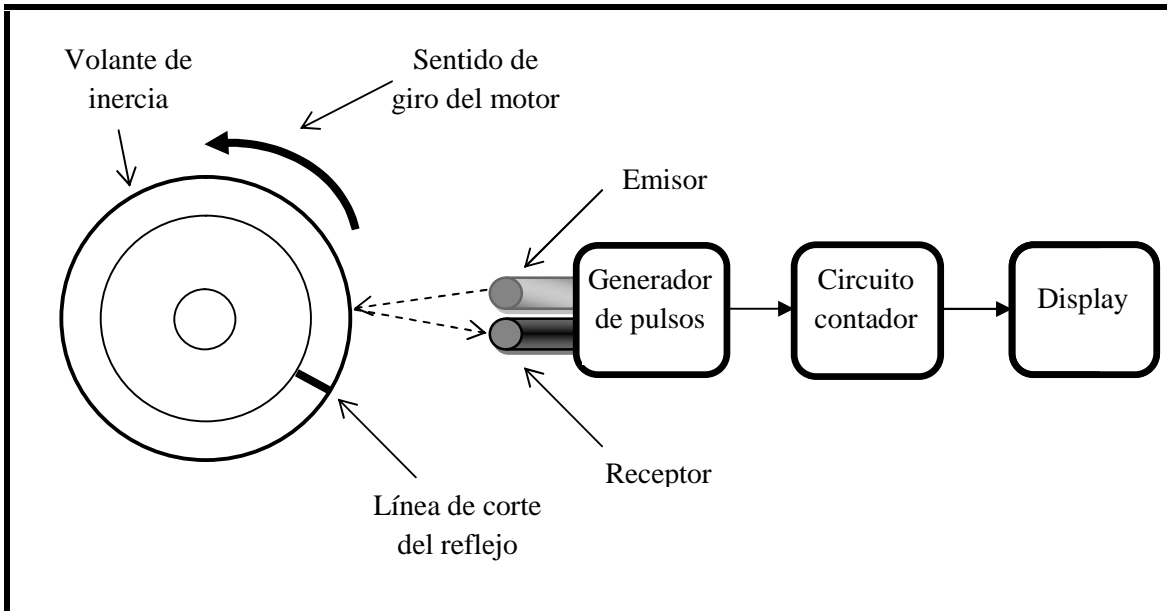 Volante de
inercia
Sentido de
giro del motor
Emisor
Generador
de pulsos
Circuito
contador
Display
Receptor
Línea de corte
del reflejo